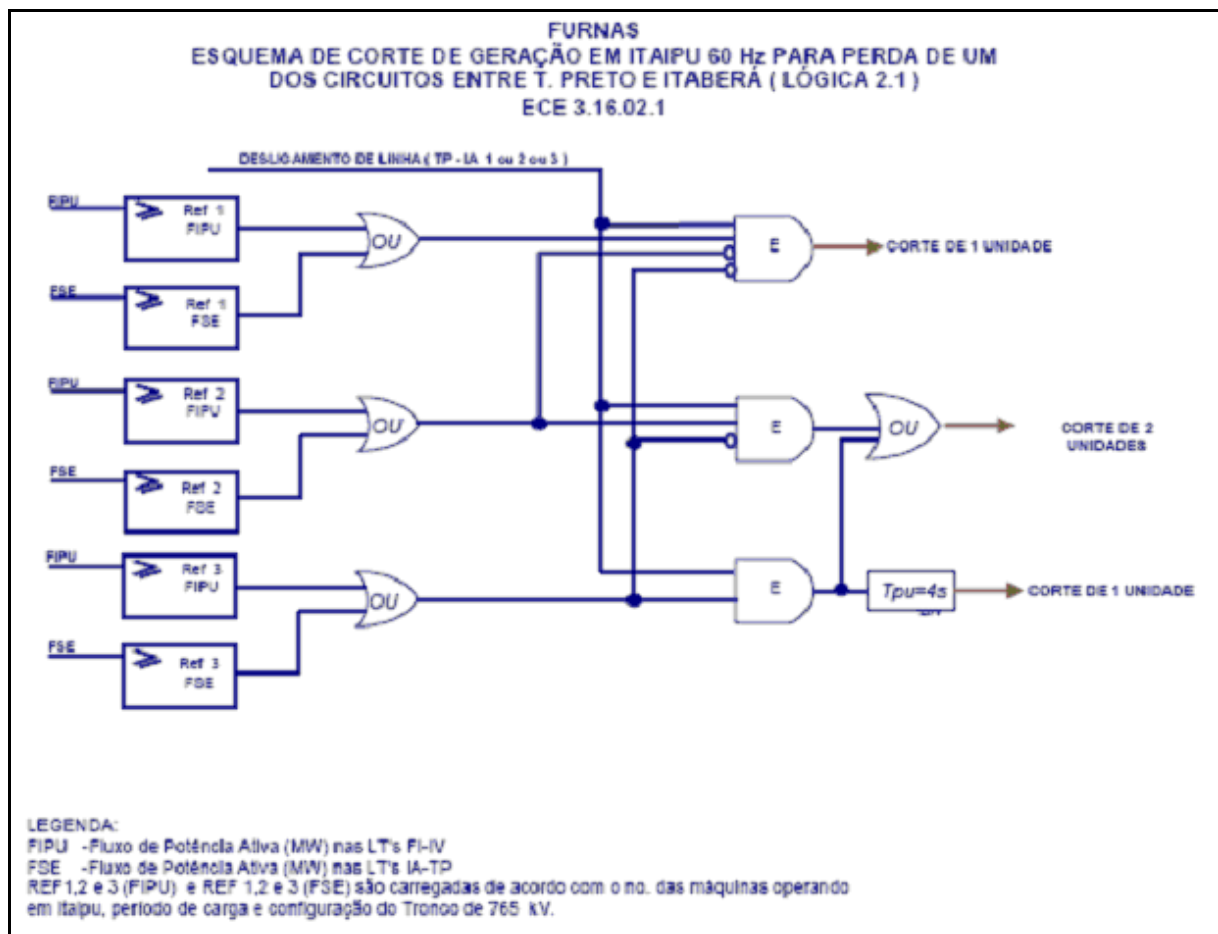 FURNAS
ESQUEMA DE CORTE DE GERAÇÃO EM ITAIPU 60 Hz PARA PERDA DE UM
DOS CIRCUITOS ENTRE T. PRETO E ITABERÁ ( LÓGICA 2.1 )
ECE 3.16.02.1
DESLIGAMENTO DE LINHA ( TP - IA 1 ou 2 ou 3 )
FIPU
≥ Ref 1
FIPU
OU
E
CORTE DE 1 UNIDADE
FSE
≥ Ref 1
FSE
FIPU
≥ Ref 2
FIPU
OU
E
OU
CORTE DE 2
UNIDADES
FSE
≥ Ref 2
FSE
FIPU
≥ Ref 3
FIPU
OU
E
Tpu=4s
CORTE DE 1 UNIDADE
FSE
≥ Ref 3
FSE
LEGENDA:
FIPU -Fluxo de Potência Ativa (MW) nas LT's FI-IV
FSE -Fluxo de Potência Ativa (MW) nas LT's IA-TP
REF 1,2 e 3 (FIPU) e REF 1,2 e 3 (FSE) são carregadas de acordo com o no. das máquinas operando
em Itaipu, período de carga e configuração do Tronco de 765 kV.